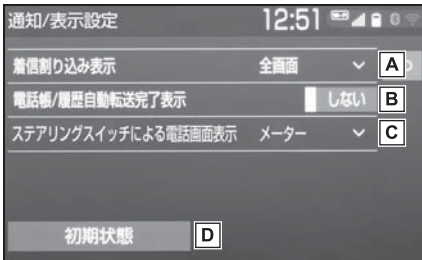 通知/表示設定 12:51 0
着信割り込み表示 全画面 A
電話帳/履歴自動転送完了表示 しない B
ステアリングスイッチによる電話画面表示 メーター C
初期状態 D